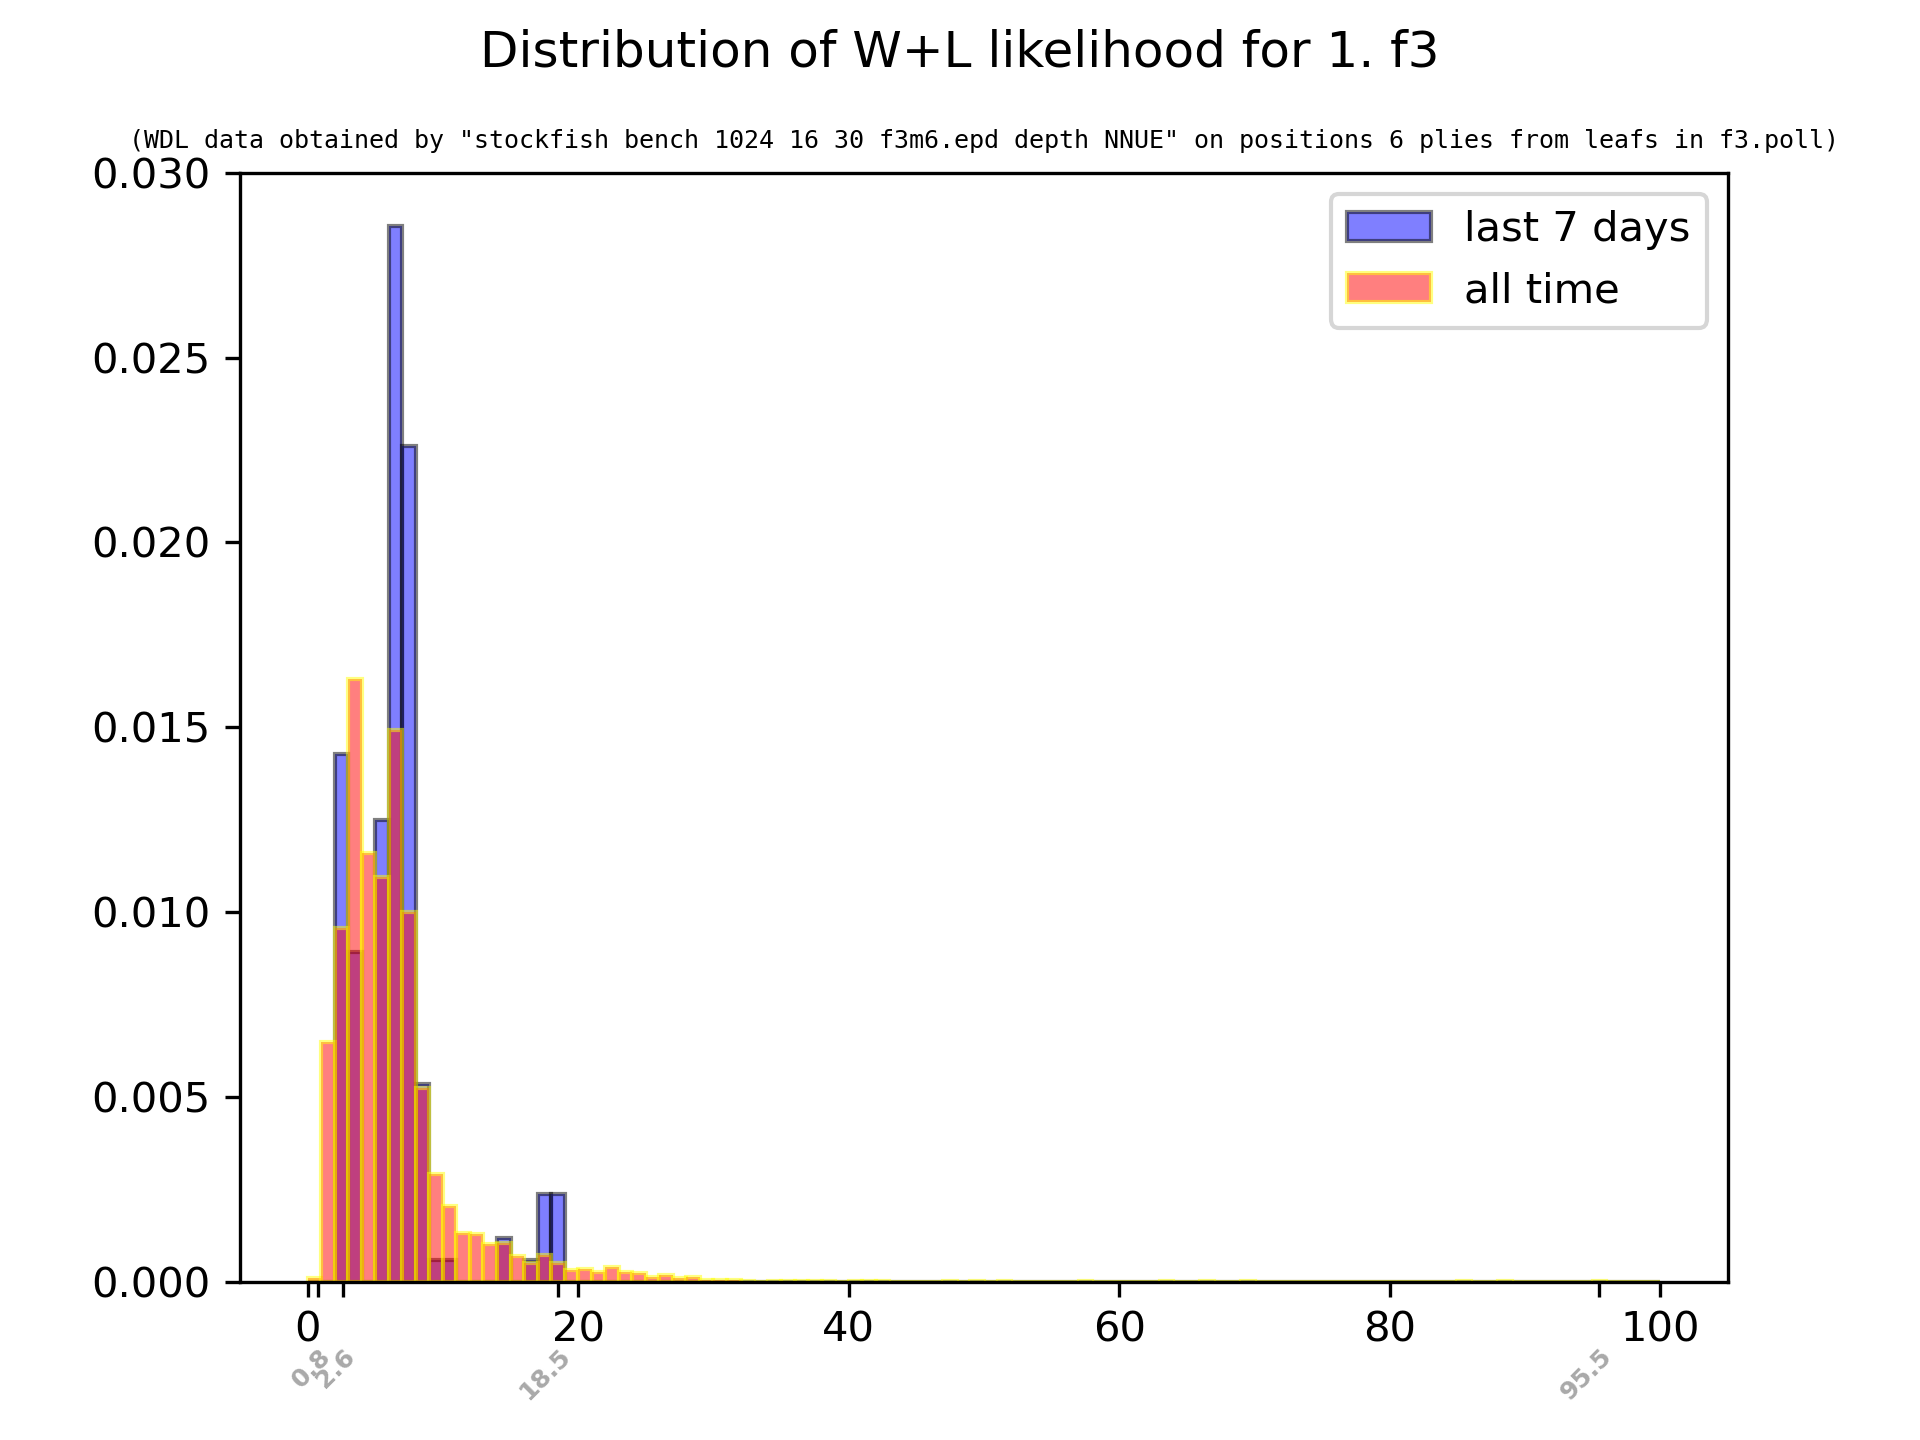 Distribution of W+L likelihood for 1. f3
(WDL data obtained by "stockfish bench 1024 16 30 f3m6.epd depth NNUE" on positions 6 plies from leafs in f3.poll)
last 7 days
all time
0.030
0.025
0.020
0.015
0.010
0.005
0.000
0 20 40 60 80 100
0.8 2.6 18.5 95.5